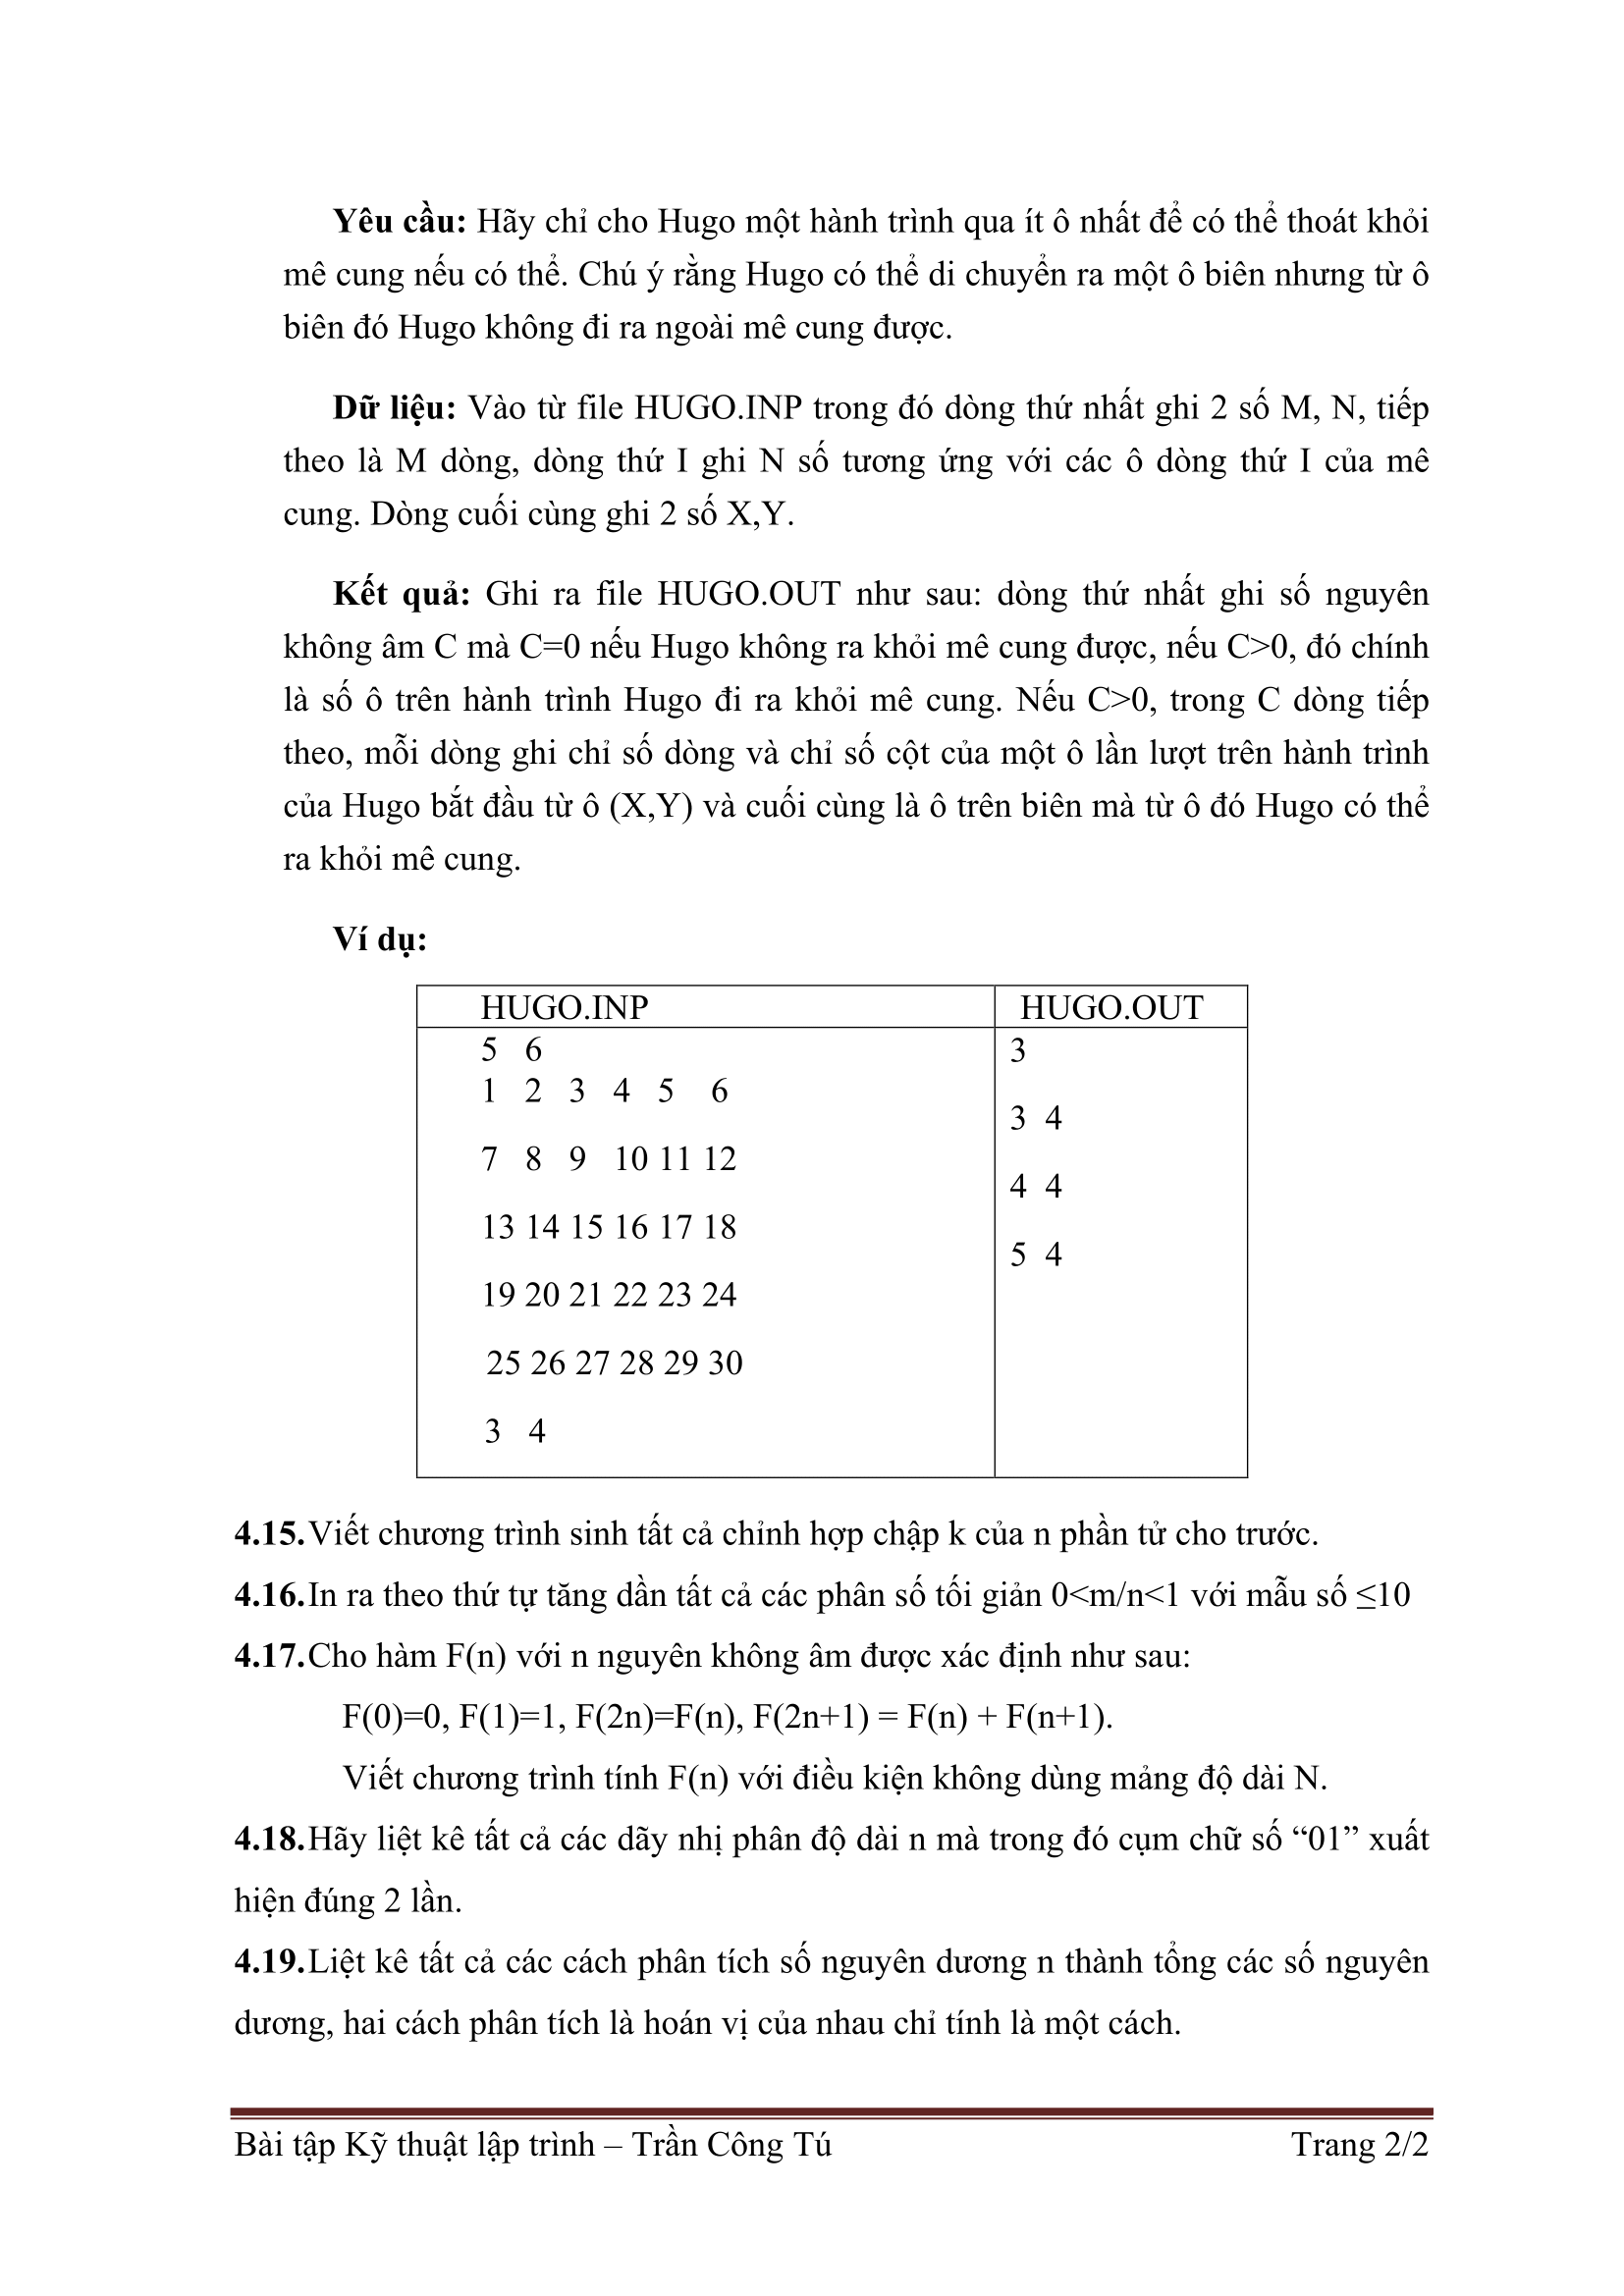 Yêu cầu: Hãy chỉ cho Hugo một hành trình qua ít ô nhất để có thể thoát khỏi
mê cung nếu có thể. Chú ý rằng Hugo có thể di chuyển ra một ô biên nhưng từ ô
biên đó Hugo không đi ra ngoài mê cung được.
Dữ liệu: Vào từ file HUGO.INP trong đó dòng thứ nhất ghi 2 số M, N, tiếp
theo là M dòng, dòng thứ I ghi N số tương ứng với các ô dòng thứ I của mê
cung. Dòng cuối cùng ghi 2 số X,Y.
Kết quả: Ghi ra file HUGO.OUT như sau: dòng thứ nhất ghi số nguyên
không âm C mà C=0 nếu Hugo không ra khỏi mê cung được, nếu C>0, đó chính
là số ô trên hành trình Hugo đi ra khỏi mê cung. Nếu C>0, trong C dòng tiếp
theo, mỗi dòng ghi chỉ số dòng và chỉ số cột của một ô lần lượt trên hành trình
của Hugo bắt đầu từ ô (X,Y) và cuối cùng là ô trên biên mà từ ô đó Hugo có thể
ra khỏi mê cung.
Ví dụ:
HUGO.INP HUGO.OUT
5 6
1 2 3 4 5 6
7 8 9 10 11 12
13 14 15 16 17 18
19 20 21 22 23 24
25 26 27 28 29 30
3 4
3
3 4
4 4
5 4
4.15.Viết chương trình sinh tất cả chỉnh hợp chập k của n phần tử cho trước.
4.16.In ra theo thứ tự tăng dần tất cả các phân số tối giản 0<m/n<1 với mẫu số ≤10
4.17.Cho hàm F(n) với n nguyên không âm được xác định như sau:
F(0)=0, F(1)=1, F(2n)=F(n), F(2n+1) = F(n) + F(n+1).
Viết chương trình tính F(n) với điều kiện không dùng mảng độ dài N.
4.18.Hãy liệt kê tất cả các dãy nhị phân độ dài n mà trong đó cụm chữ số “01” xuất
hiện đúng 2 lần.
4.19.Liệt kê tất cả các cách phân tích số nguyên dương n thành tổng các số nguyên
dương, hai cách phân tích là hoán vị của nhau chỉ tính là một cách.
Bài tập Kỹ thuật lập trình – Trần Công Tú Trang 2/2